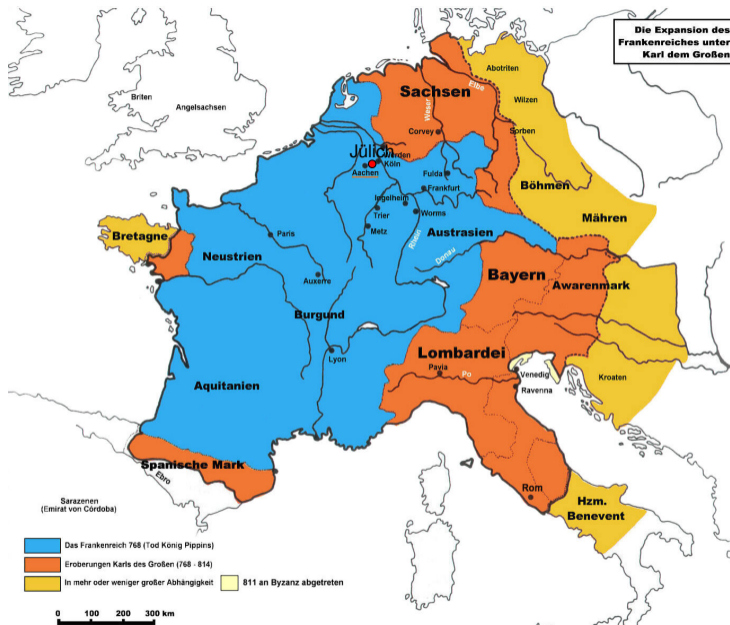 Die Expansion des
Frankenreiches unter
Karl dem Großen
Briten
Angelsachsen
Abotriten
Wilzen
Sorben
Sachsen
Elbe
Weser
Corvey
Jülich
Werden
Köln
Aachen
Fulda
Frankfurt
Böhmen
Mähren
Ingelheim
Trier
Worms
Metz
Austrasien
Rhein
Donau
Bretagne
Neustrien
Paris
Auxerre
Burgund
Bayern
Awarenmark
Lombardei
Lyon
Pavia
Po
Venedig
Ravenna
Kroaten
Aquitanien
Spanische Mark
Ebro
Sarazenen
(Emirat von Córdoba)
Rom
Hzm.
Benevent
Das Frankenreich 768 (Tod König Pippins)
Eroberungen Karls des Großen (768 - 814)
In mehr oder weniger großer Abhängigkeit
811 an Byzanz abgetreten
0 100 200 300 km